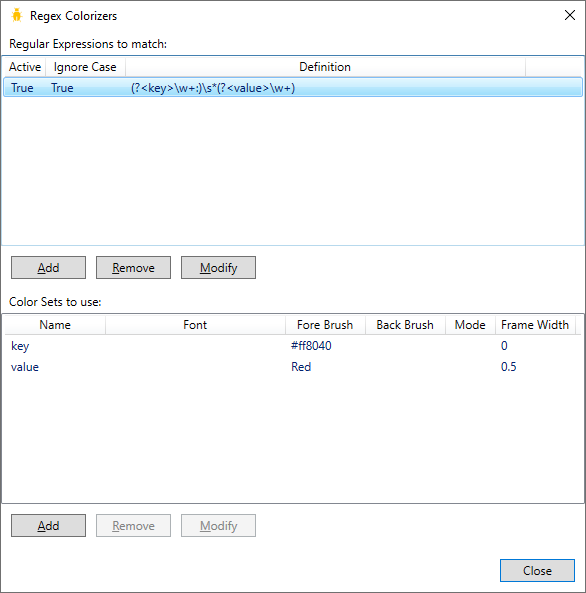 Regex Colorizers
Regular Expressions to match:
Active Ignore Case Definition
True True (?<key>\w+:)\s*(?<value>\w+)
Add Remove Modify
Color Sets to use:
Name Font Fore Brush Back Brush Mode Frame Width
key #ff8040 0
value Red 0.5
Add Remove Modify
Close